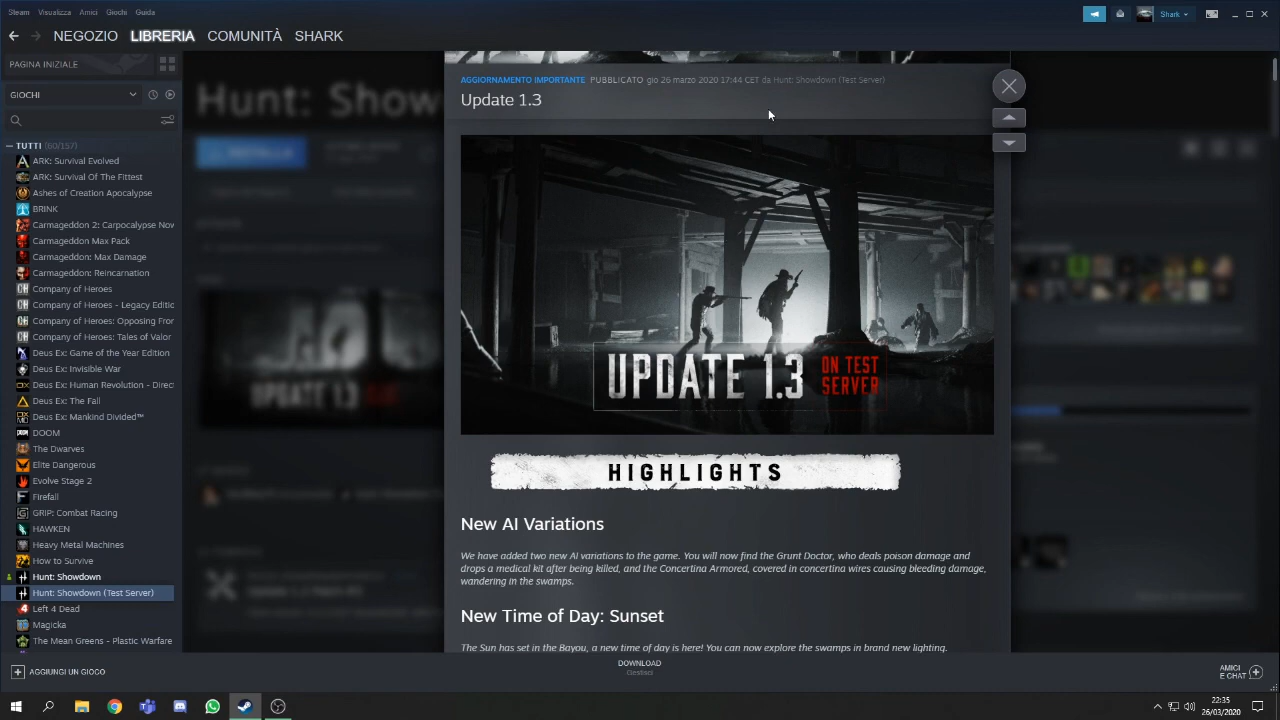 Steam Visualizza Amici Giochi Guida
Shark
NEGOZIO LIBRERIA COMUNITÀ SHARK
PAGINA INIZIALE
GIOCHI
TUTTI (60/157)
ARK: Survival Evolved
ARK: Survival Of The Fittest
Ashes of Creation Apocalypse
BRINK
Carmageddon 2: Carpocalypse Now
Carmageddon Max Pack
Carmageddon: Max Damage
Carmageddon: Reincarnation
Company of Heroes
Company of Heroes - Legacy Editic
Company of Heroes: Opposing Fron
Company of Heroes: Tales of Valor
Deus Ex: Game of the Year Edition
Deus Ex: Invisible War
Deus Ex: Human Revolution - Direc
Deus Ex: The Fall
Deus Ex: Mankind Divided™
DOOM
The Dwarves
Elite Dangerous
Evolve Stage 2
Firefall
GRIP: Combat Racing
HAWKEN
Heavy Metal Machines
How to Survive
Hunt: Showdown
Hunt: Showdown (Test Server)
Left 4 Dead
Magicka
The Mean Greens - Plastic Warfare
AGGIUNGI UN GIOCO
Hunt: Show
AGGIORNAMENTO IMPORTANTE PUBBLICATO gio 26 marzo 2020 17:44 CET da Hunt: Showdown (Test Server)
Update 1.3
UPDATE 1.3 ON TEST
SERVER
HIGHLIGHTS
New AI Variations
We have added two new AI variations to the game. You will now find the Grunt Doctor, who deals poison damage and
drops a medical kit after being killed, and the Concertina Armored, covered in concertina wires causing bleeding damage,
wandering in the swamps.
New Time of Day: Sunset
The Sun has set in the Bayou, a new time of day is here! You can now explore the swamps in brand new lighting.
DOWNLOAD
Gestisci
AMICI
E CHAT
22:35
26/03/2020